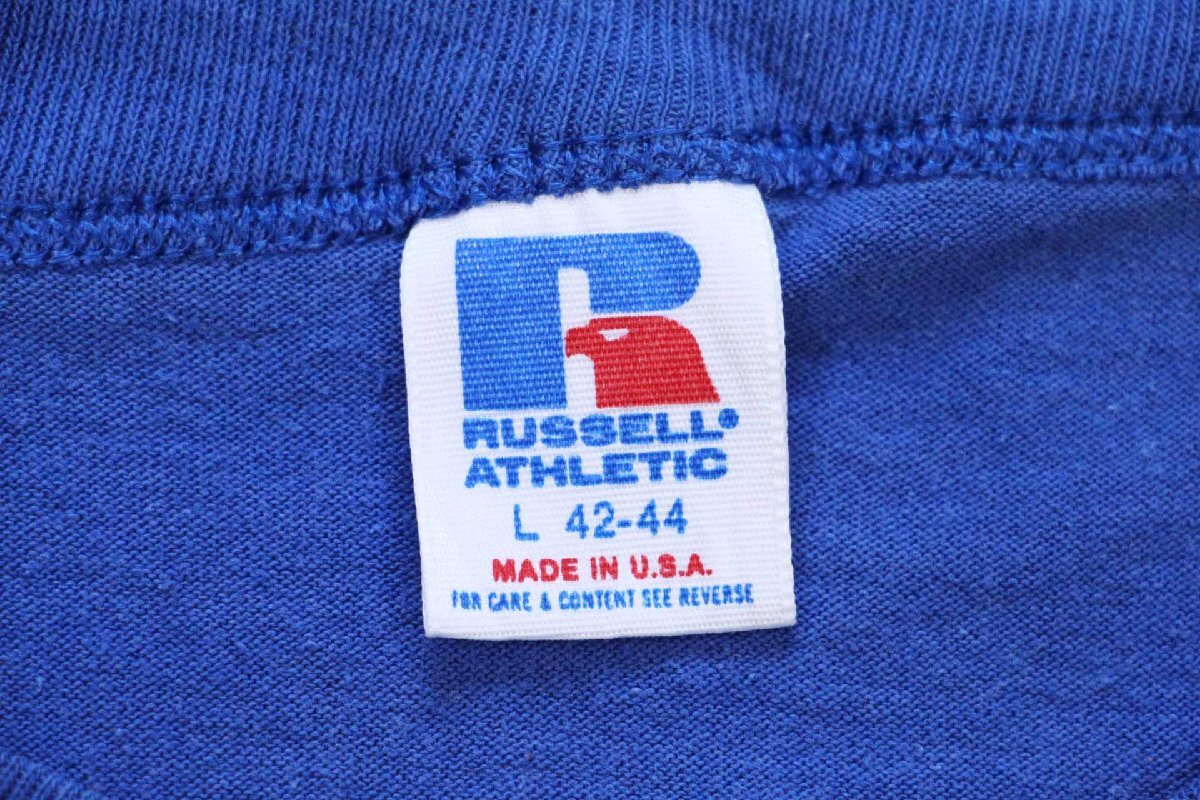 R
RUSSELL®
ATHLETIC
L 42-44
MADE IN U.S.A.
FOR CARE & CONTENT SEE REVERSE